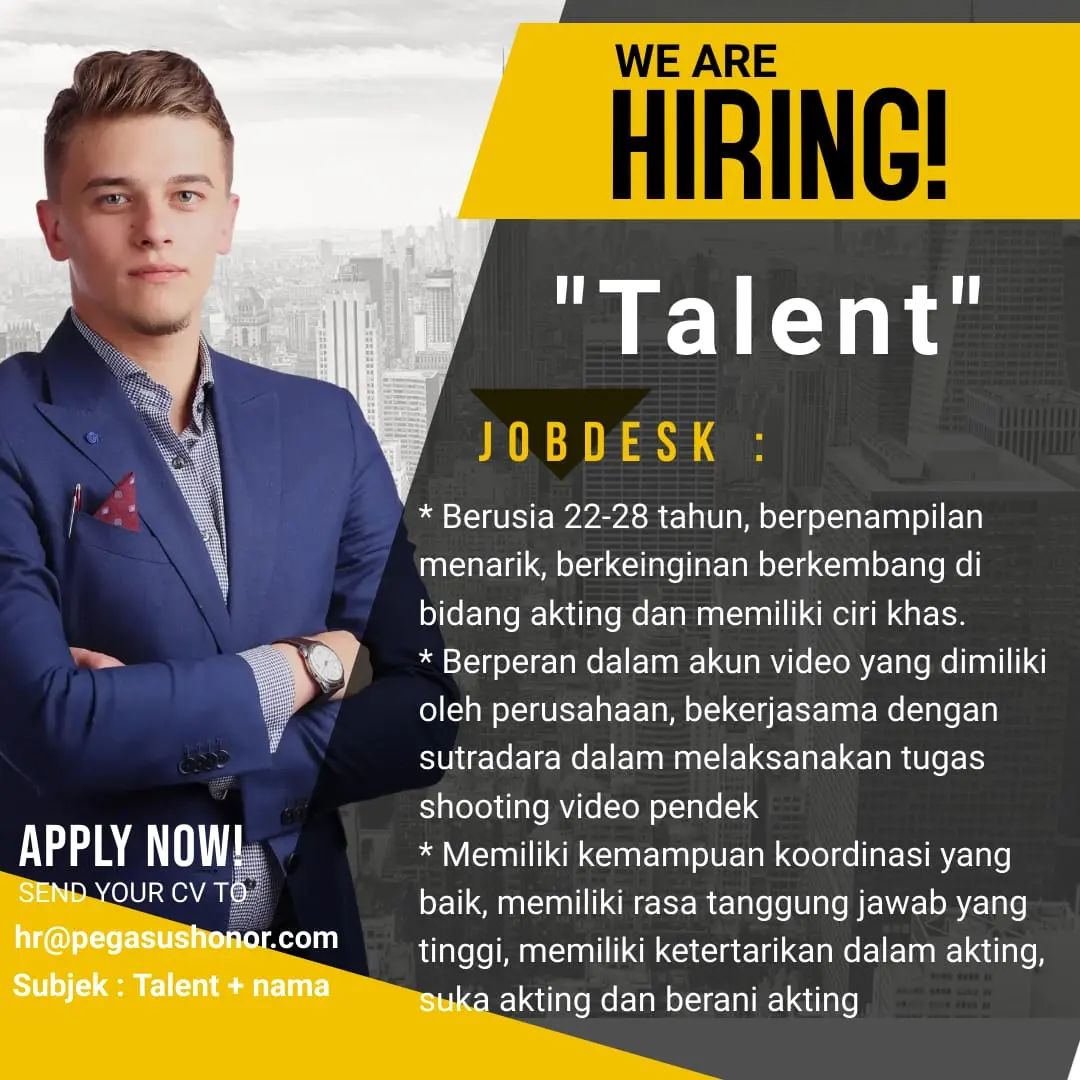 WE ARE
HIRING!
"Talent"
JOBDESK :
* Berusia 22-28 tahun, berpenampilan
menarik, berkeinginan berkembang di
bidang akting dan memiliki ciri khas.
* Berperan dalam akun video yang dimiliki
oleh perusahaan, bekerjasama dengan
sutradara dalam melaksanakan tugas
shooting video pendek
* Memiliki kemampuan koordinasi yang
baik, memiliki rasa tanggung jawab yang
tinggi, memiliki ketertarikan dalam akting,
suka akting dan berani akting
APPLY NOW!
SEND YOUR CV TO
hr@pegasushonor.com
Subjek : Talent + nama